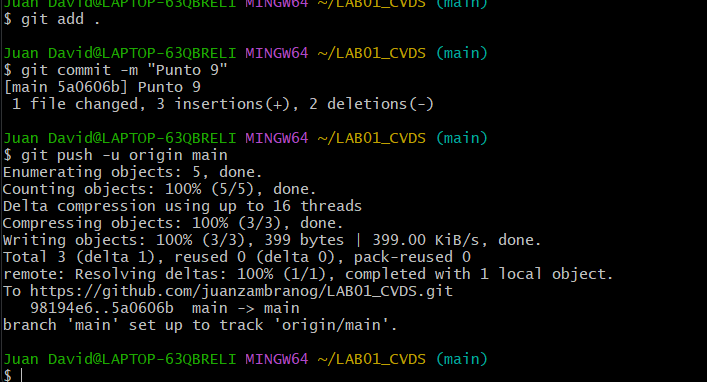 Juan David@LAPTOP-63QBRELI MINGW64 ~/LAB01_CVDS (main)
$ git add .
Juan David@LAPTOP-63QBRELI MINGW64 ~/LAB01_CVDS (main)
$ git commit -m "Punto 9"
[main 5a0606b] Punto 9
 1 file changed, 3 insertions(+), 2 deletions(-)
Juan David@LAPTOP-63QBRELI MINGW64 ~/LAB01_CVDS (main)
$ git push -u origin main
Enumerating objects: 5, done.
Counting objects: 100% (5/5), done.
Delta compression using up to 16 threads
Compressing objects: 100% (3/3), done.
Writing objects: 100% (3/3), 399 bytes | 399.00 KiB/s, done.
Total 3 (delta 1), reused 0 (delta 0), pack-reused 0
remote: Resolving deltas: 100% (1/1), completed with 1 local object.
To https://github.com/juanzambranog/LAB01_CVDS.git
   98194e6..5a0606b  main -> main
branch 'main' set up to track 'origin/main'.
Juan David@LAPTOP-63QBRELI MINGW64 ~/LAB01_CVDS (main)
$